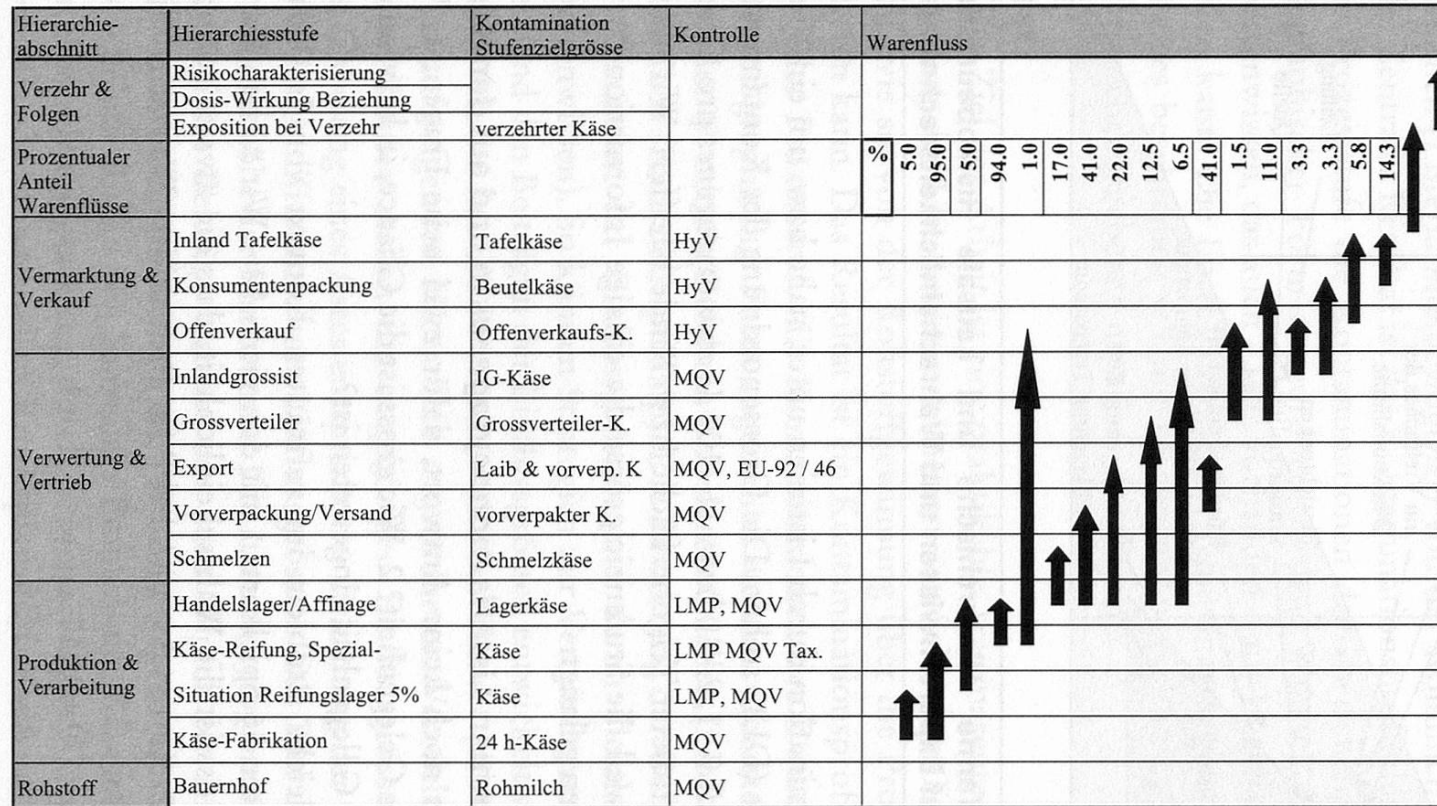 Hierarchie-
abschnitt
Hierarchiesstufe
Kontamination
Stufenzielgrösse
Kontrolle
Warenfluss
Verzehr &
Folgen
Risikocharakterisierung
Dosis-Wirkung Beziehung
Exposition bei Verzehr
verzehrter Käse
Prozentualer
Anteil
Warenflüsse
%
5.0
95.0
5.0
94.0
1.0
17.0
41.0
22.0
12.5
6.5
41.0
1.5
11.0
3.3
3.3
5.8
14.3
Vermarktung &
Verkauf
Inland Tafelkäse
Tafelkäse
HyV
Konsumentenpackung
Beutelkäse
HyV
Offenverkauf
Offenverkaufs-K.
HyV
Verwertung &
Vertrieb
Inlandgrossist
IG-Käse
MQV
Grossverteiler
Grossverteiler-K.
MQV
Export
Laib & vorverp. K
MQV, EU-92 / 46
Vorverpackung/Versand
vorverpakter K.
MQV
Schmelzen
Schmelzkäse
MQV
Produktion &
Verarbeitung
Handelslager/Affinage
Lagerkäse
LMP, MQV
Käse-Reifung, Spezial-
Käse
LMP MQV Tax.
Situation Reifungslager 5%
Käse
LMP, MQV
Käse-Fabrikation
24 h-Käse
MQV
Rohstoff
Bauernhof
Rohmilch
MQV